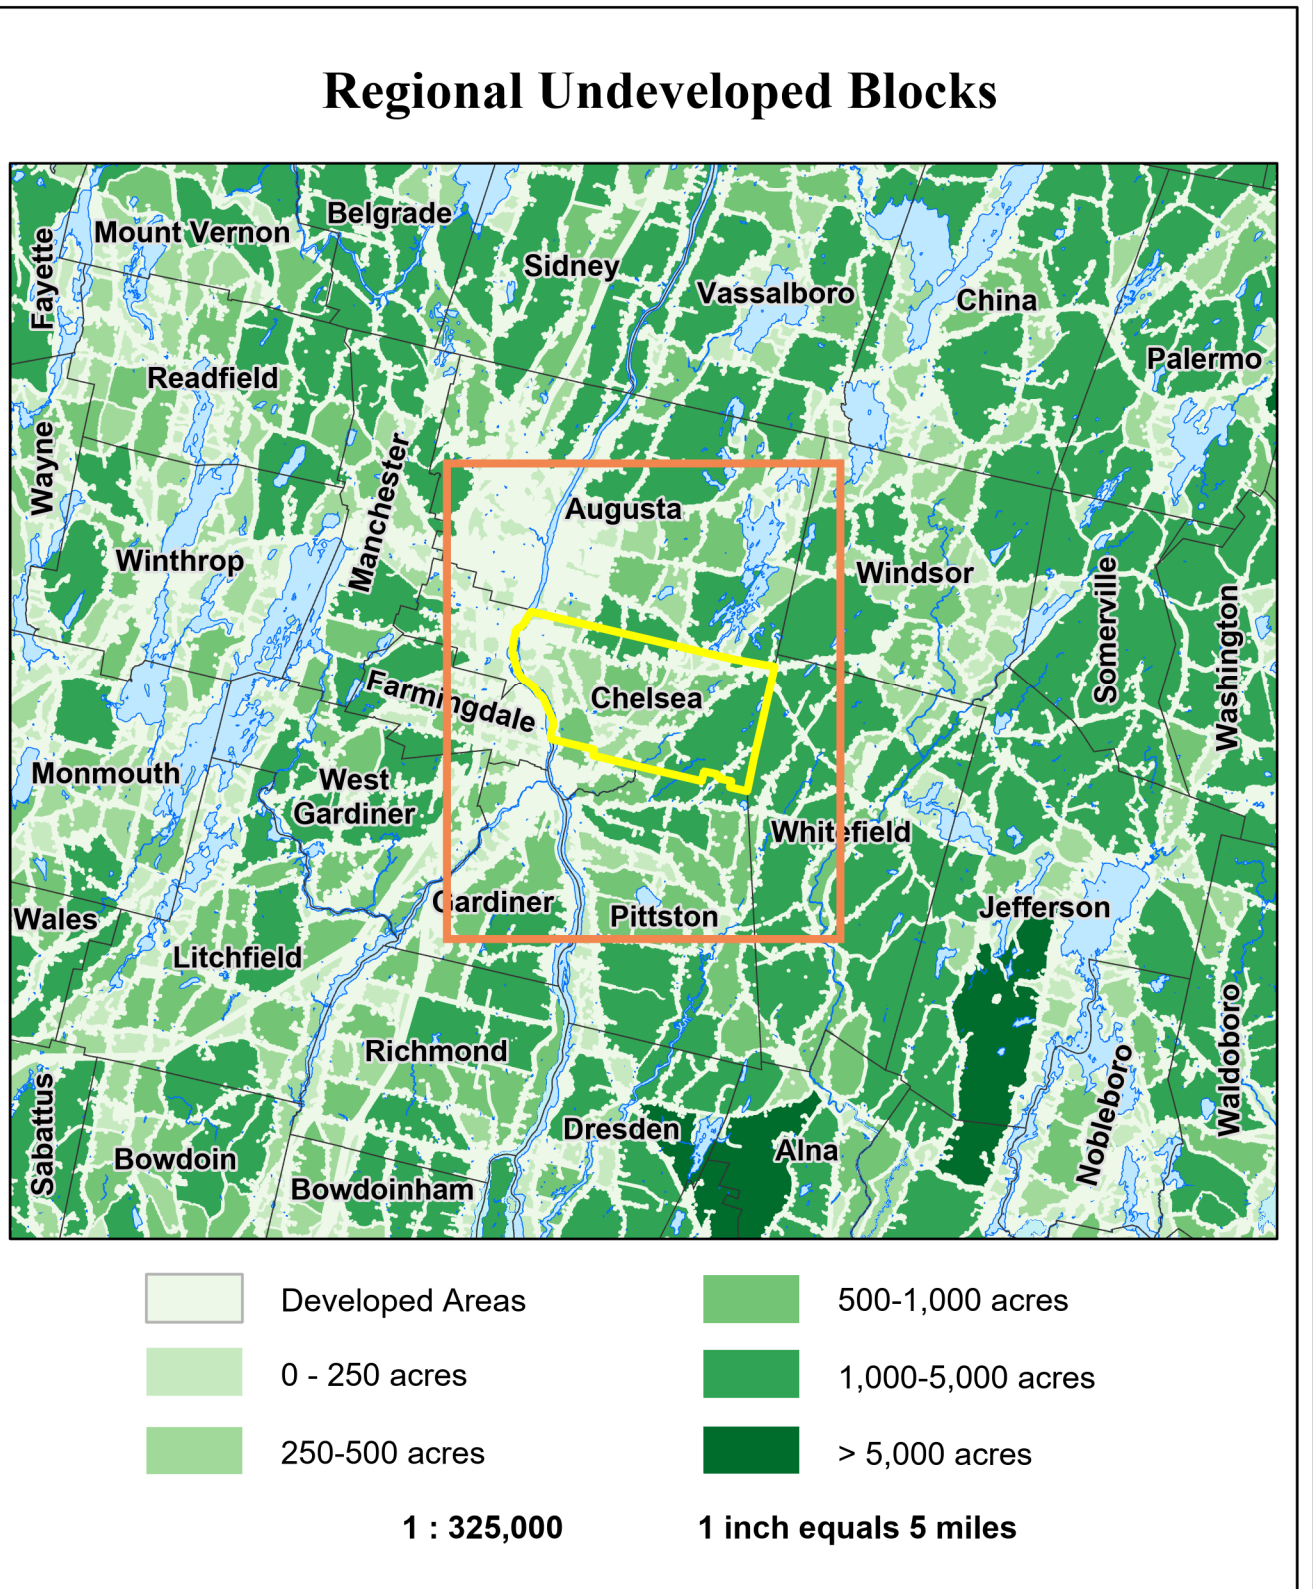 Regional Undeveloped Blocks
Belgrade
Mount Vernon
Fayette
Sidney
Vassalboro
China
Palermo
Readfield
Wayne
Manchester
Augusta
Winthrop
Windsor
Somerville
Washington
Farmingdale
Chelsea
Monmouth
West
Gardiner
Whitefield
Gardiner
Pittston
Jefferson
Wales
Litchfield
Waldoboro
Richmond
Nobleboro
Sabattus
Dresden
Alna
Bowdoin
Bowdoinham
Developed Areas
0 - 250 acres
250-500 acres
500-1,000 acres
1,000-5,000 acres
> 5,000 acres
1 : 325,000
1 inch equals 5 miles